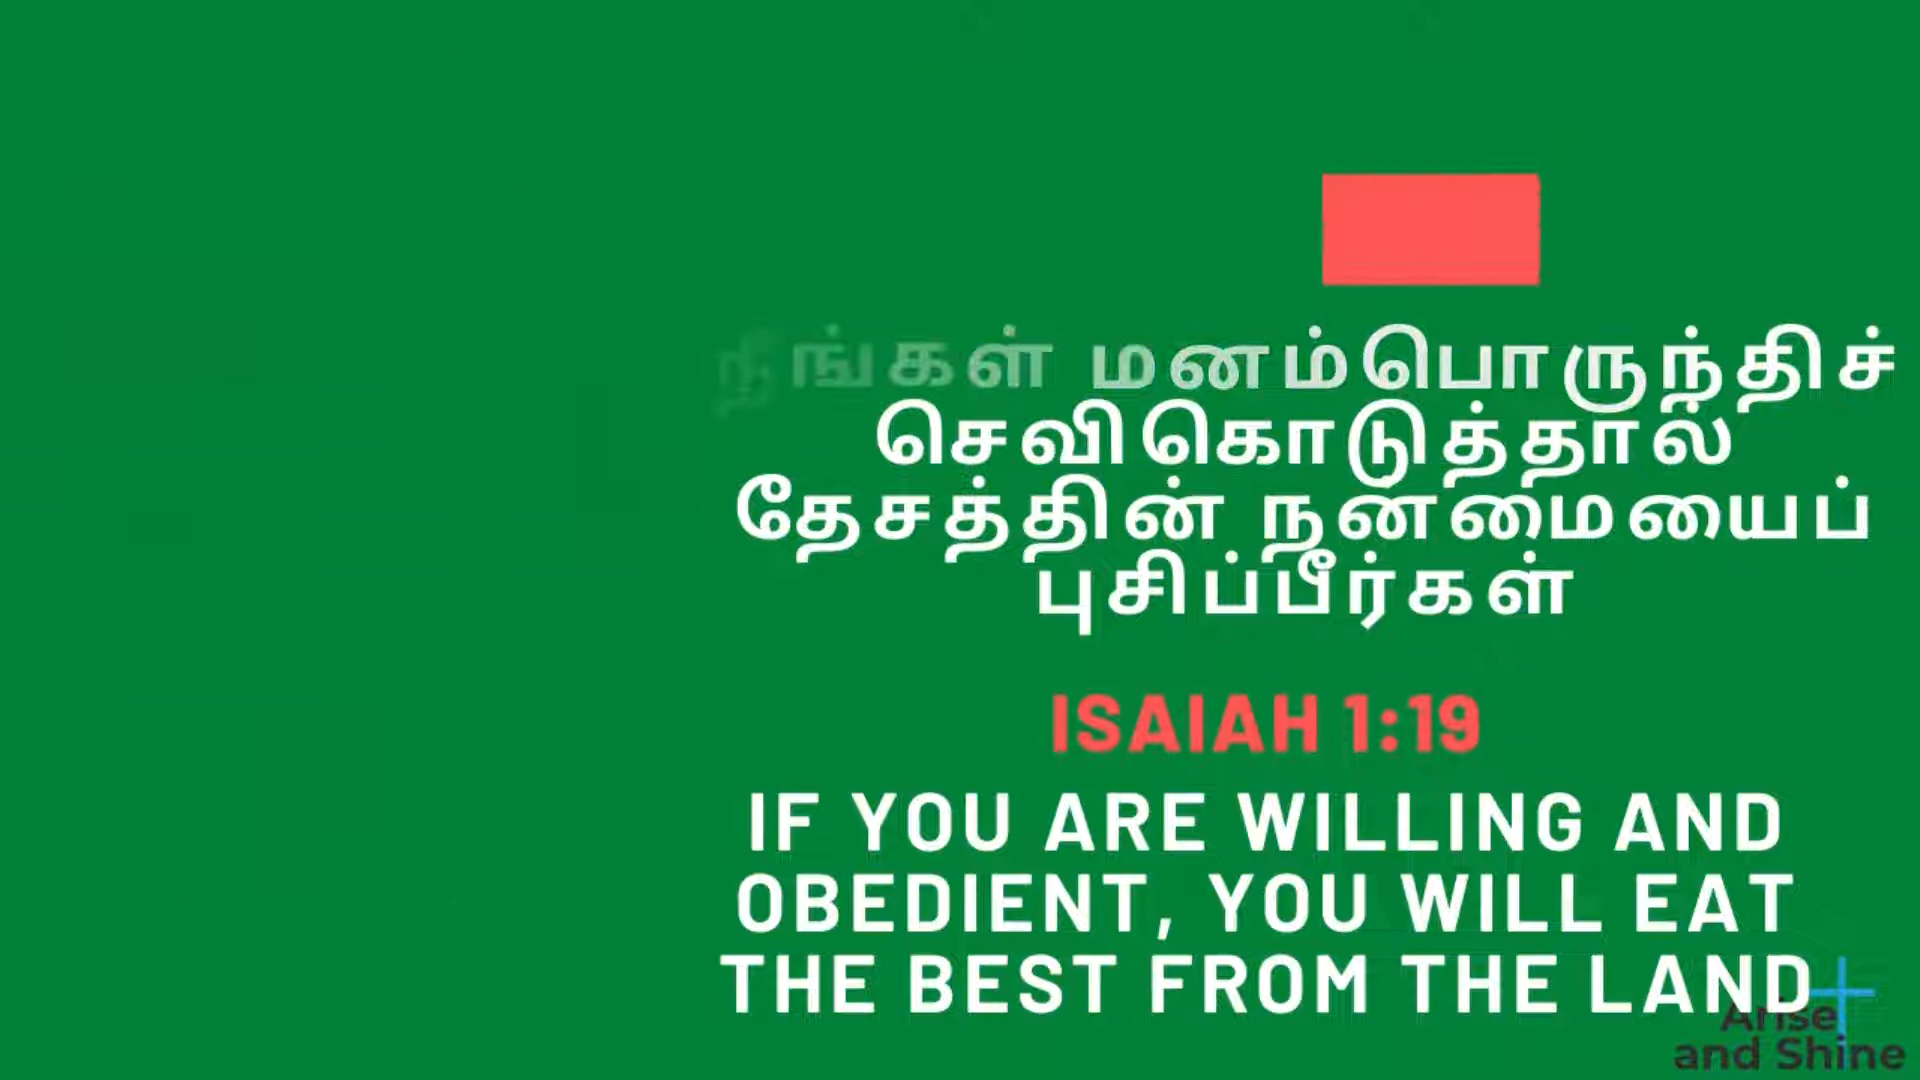 நீங்கள் மனம்பொருந்திச்
செவிகொடுத்தால்
தேசத்தின் நன்மையைப்
புசிப்பீர்கள்
ISAIAH 1:19
IF YOU ARE WILLING AND
OBEDIENT, YOU WILL EAT
THE BEST FROM THE LAND
Arise
and Shine